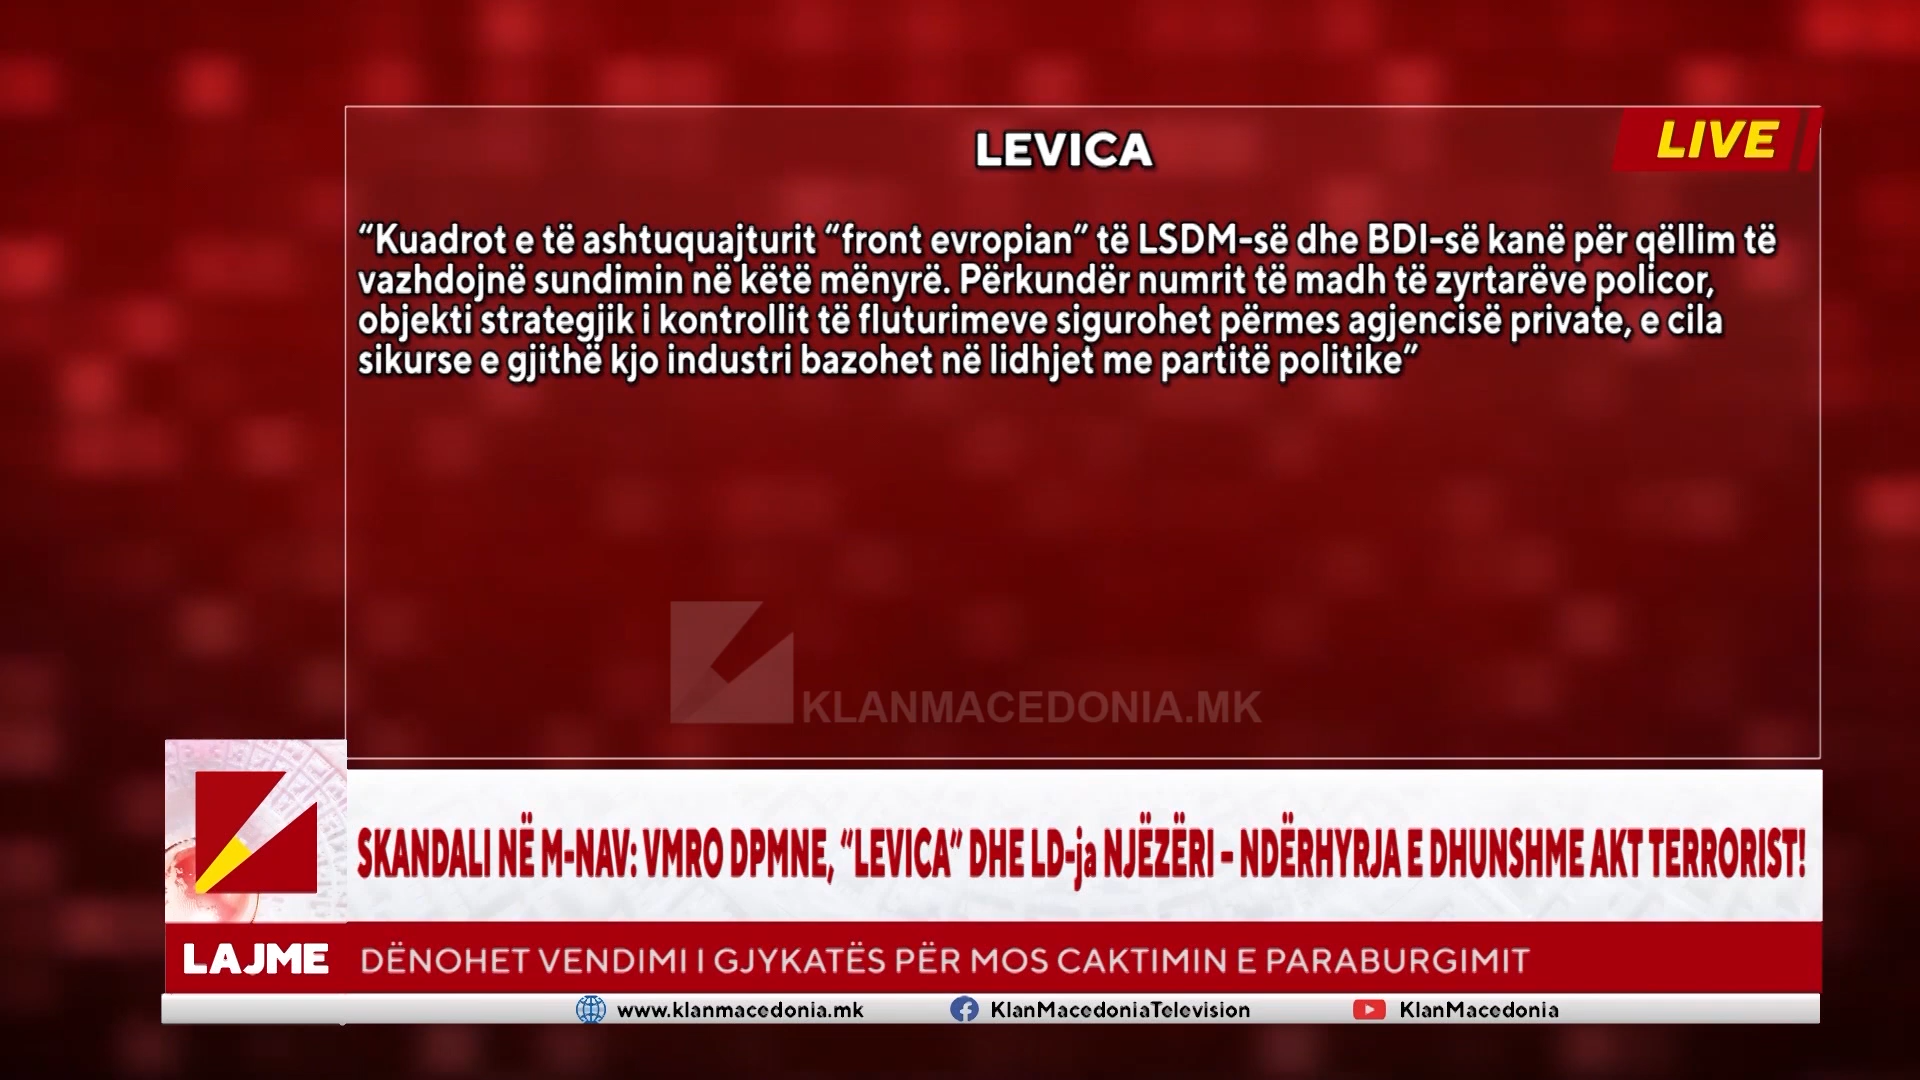 LEVICA
LIVE
“Kuadrot e të ashtuquajturit “front evropian” të LSDM-së dhe BDI-së kanë për qëllim të
vazhdojnë sundimin në këtë mënyrë. Përkundër numrit të madh të zyrtarëve policor,
objekti strategjik i kontrollit të fluturimeve sigurohet përmes agjencisë private, e cila
sikurse e gjithë kjo industri bazohet në lidhjet me partitë politike”
KLANMACEDONIA.MK
SKANDALI NË M-NAV: VMRO DPMNE, “LEVICA” DHE LD-ja NJËZËRI - NDËRHYRJA E DHUNSHME AKT TERRORIST!
LAJME
DËNOHET VENDIMI I GJYKATËS PËR MOS CAKTIMIN E PARABURGIMIT
www.klanmacedonia.mk
KlanMacedoniaTelevision
KlanMacedonia